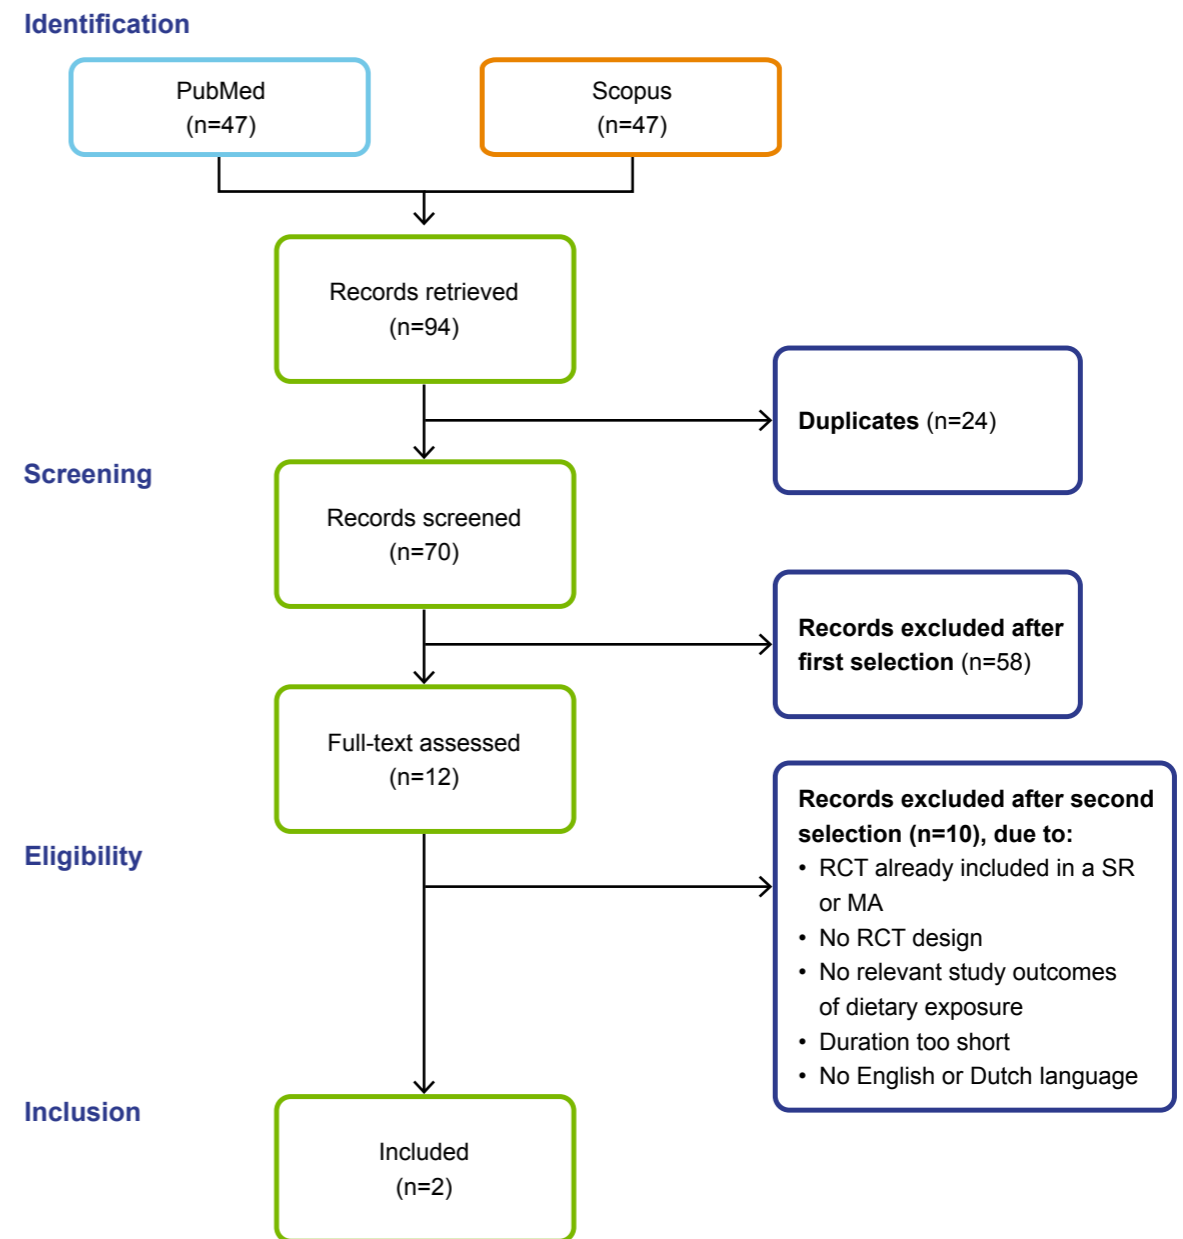 Identification
PubMed
(n=47)
Scopus
(n=47)
Records retrieved
(n=94)
Duplicates (n=24)
Screening
Records screened
(n=70)
Records excluded after
first selection (n=58)
Full-text assessed
(n=12)
Records excluded after second
selection (n=10), due to:
• RCT already included in a SR
or MA
• No RCT design
• No relevant study outcomes
of dietary exposure
• Duration too short
• No English or Dutch language
Eligibility
Inclusion
Included
(n=2)